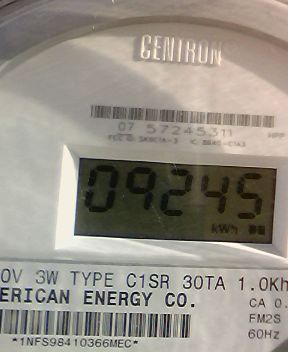 CENTRON
07 57245311
09245
kWh
0V 3W TYPE C1SR 30TA 1.0Kh
ERICAN ENERGY CO.
CA 0.
FM2S
60Hz
*1NFS98410366MEC*